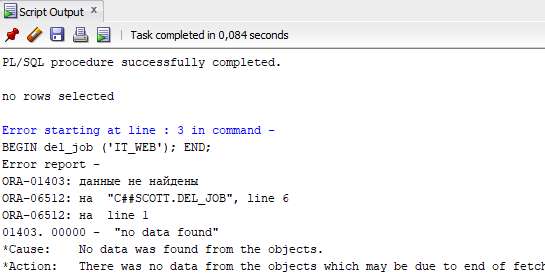 Script Output x
Task completed in 0,084 seconds
PL/SQL procedure successfully completed.
no rows selected
Error starting at line : 3 in command -
BEGIN del_job ('IT_WEB'); END;
Error report -
ORA-01403: данные не найдены
ORA-06512: на  "C##SCOTT.DEL_JOB", line 6
ORA-06512: на  line 1
01403. 00000 -  "no data found"
*Cause:    No data was found from the objects.
*Action:   There was no data from the objects which may be due to end of fetch